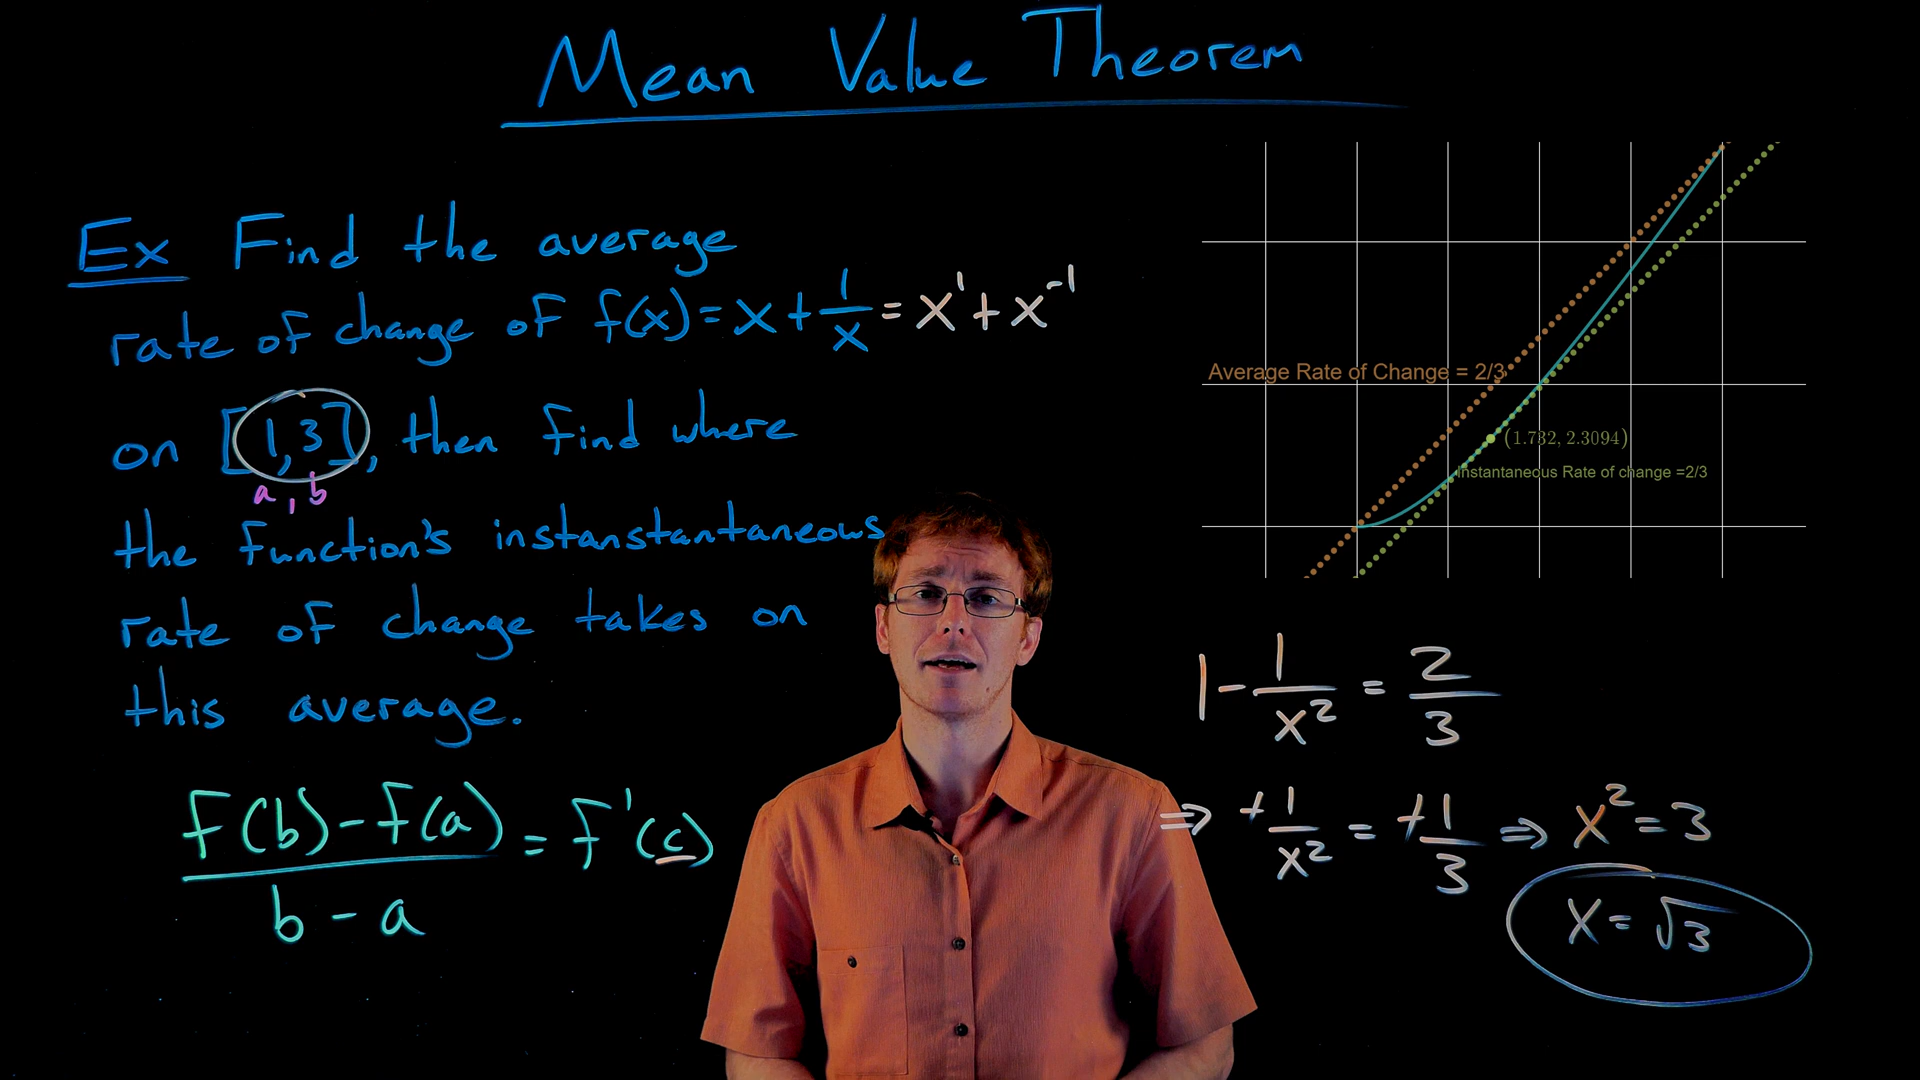 Mean Value Theorem
Ex Find the average
rate of change of f(x) = x + 1/x = x¹ + x⁻¹
on [1,3], then find where
a, b
the function's instanstantaneous
rate of change takes on
this average.
f(b) - f(a) / b - a = f'(c)
Average Rate of Change = 2/3
(1.732, 2.3094)
Instantaneous Rate of change =2/3
1 - 1/x² = 2/3
⇒ +1/x² = +1/3 ⇒ x² = 3
x = √3